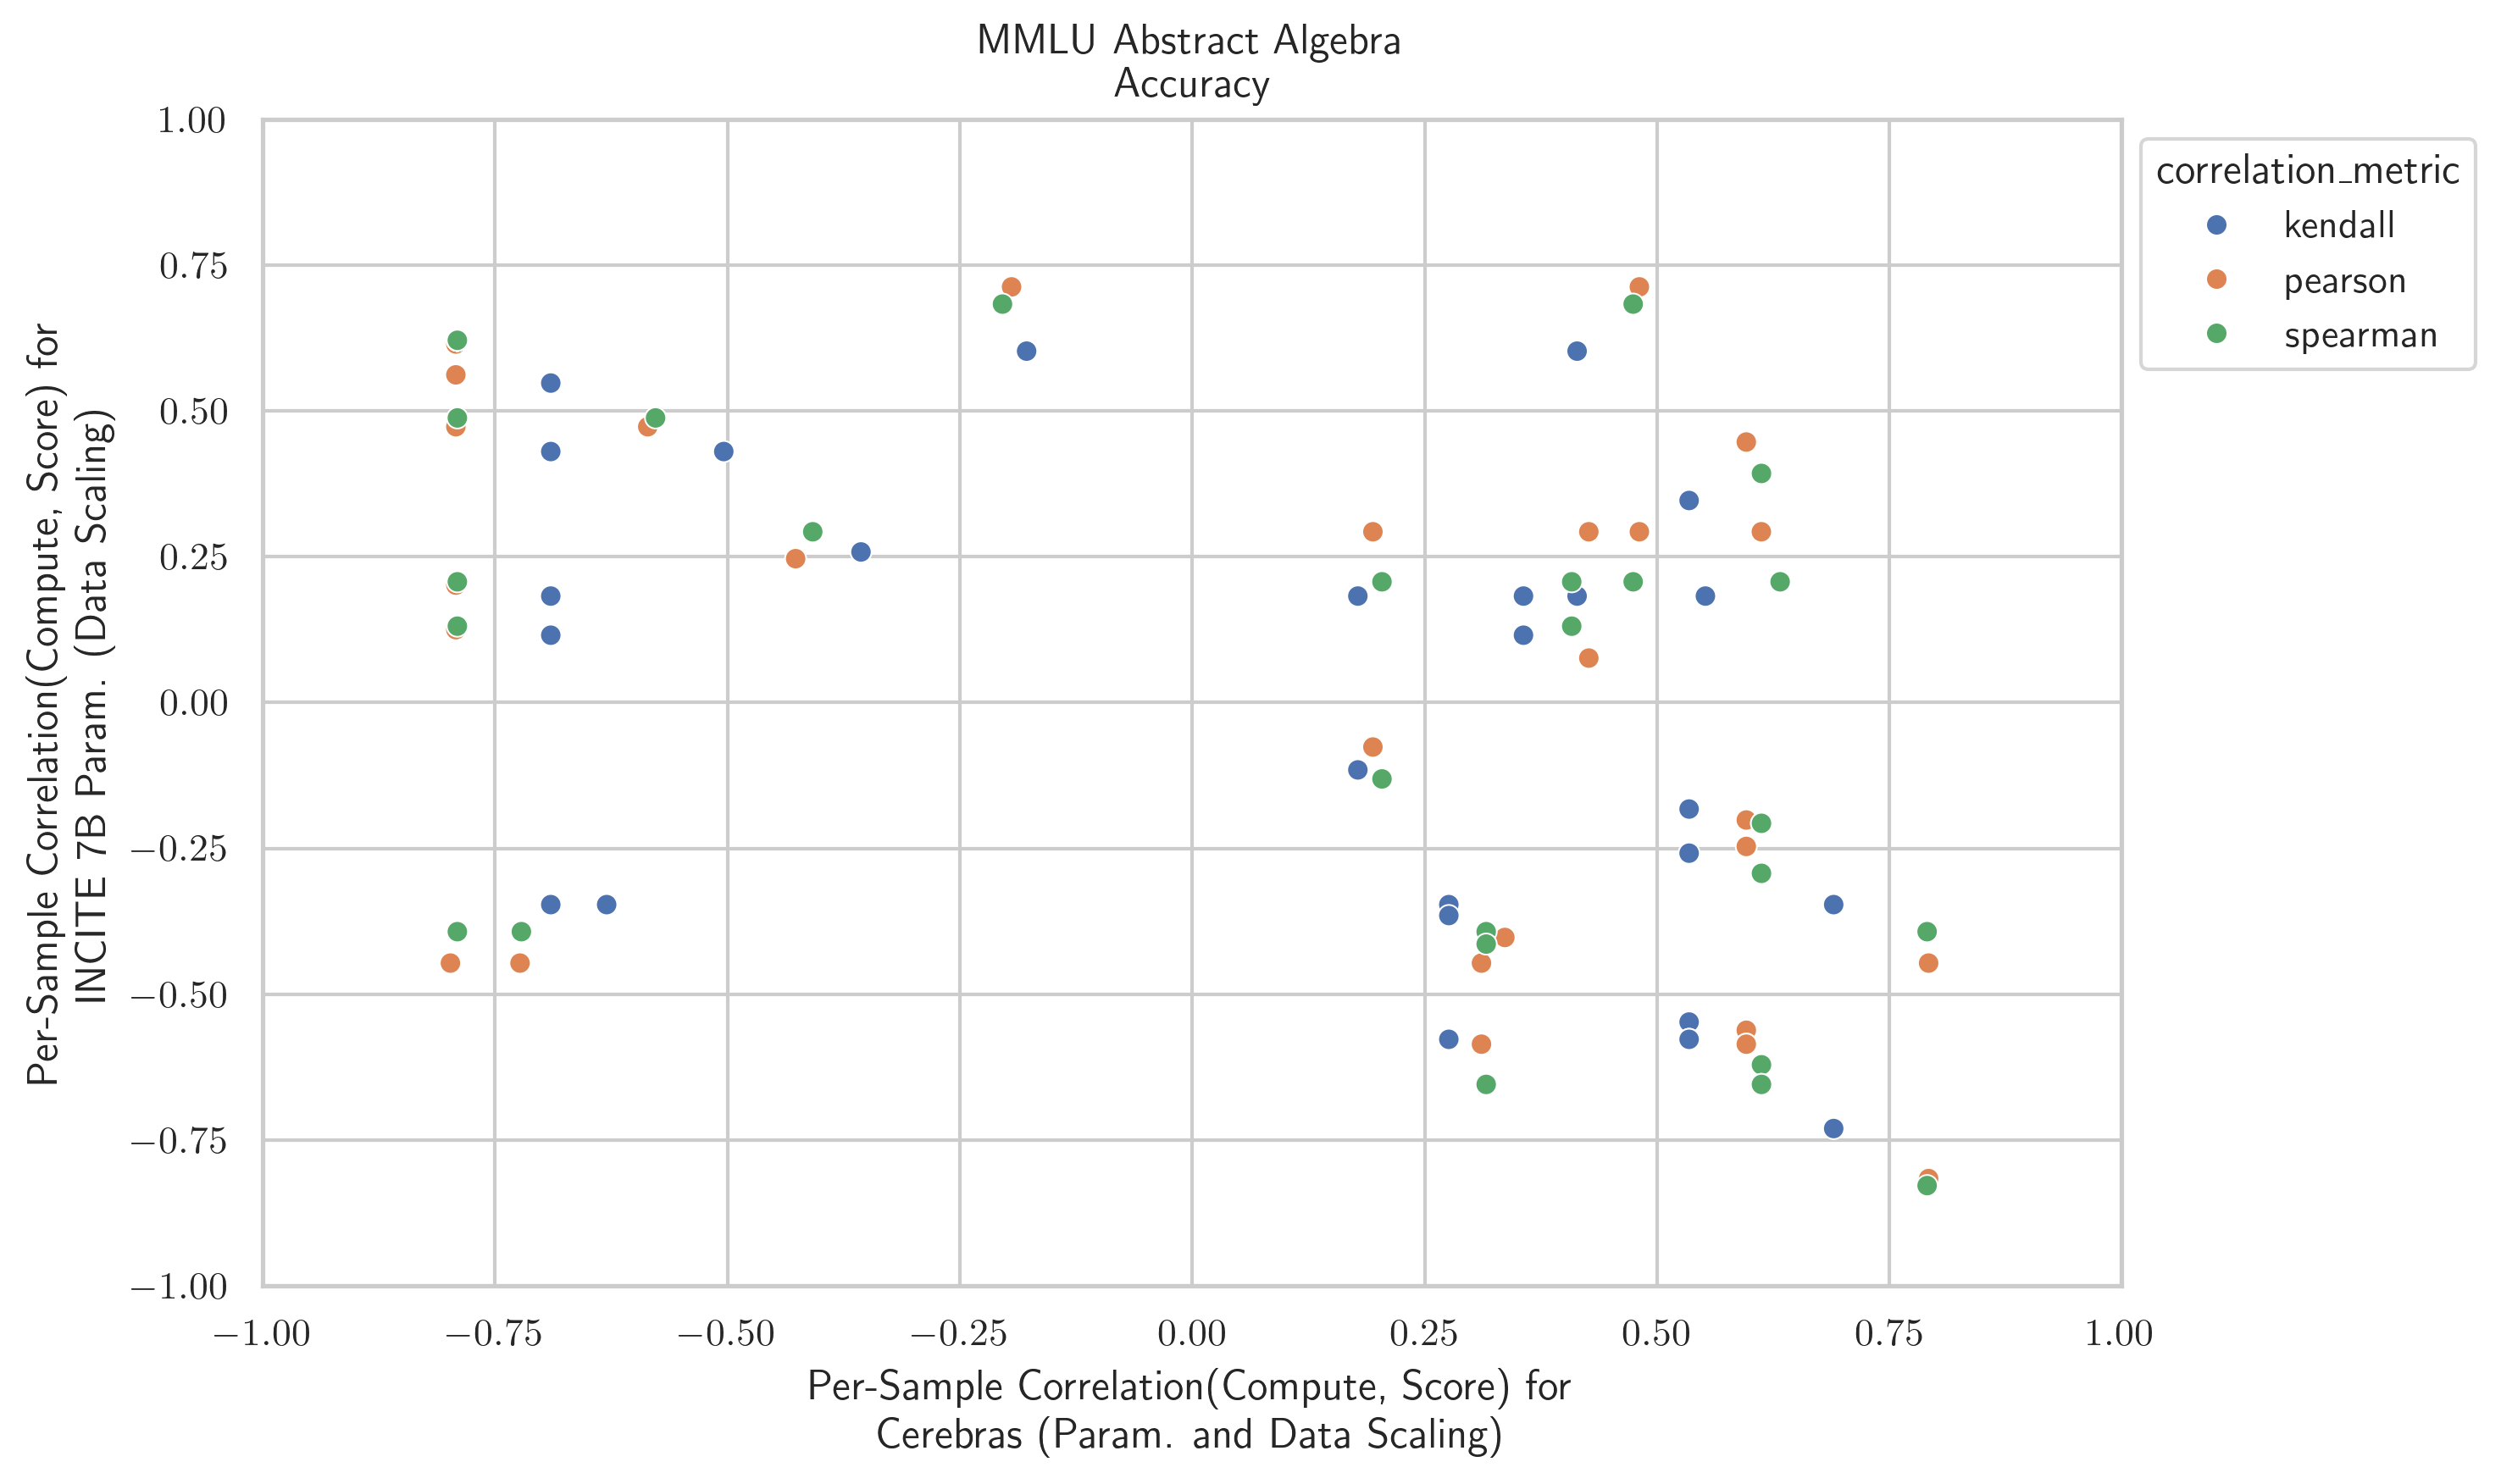 MMLU Abstract Algebra
Accuracy
Per-Sample Correlation(Compute, Score) for
INCITE 7B Param. (Data Scaling)
1.00
0.75
0.50
0.25
0.00
−0.25
−0.50
−0.75
−1.00
−1.00
−0.75
−0.50
−0.25
0.00
0.25
0.50
0.75
1.00
Per-Sample Correlation(Compute, Score) for
Cerebras (Param. and Data Scaling)
correlation_metric
kendall
pearson
spearman